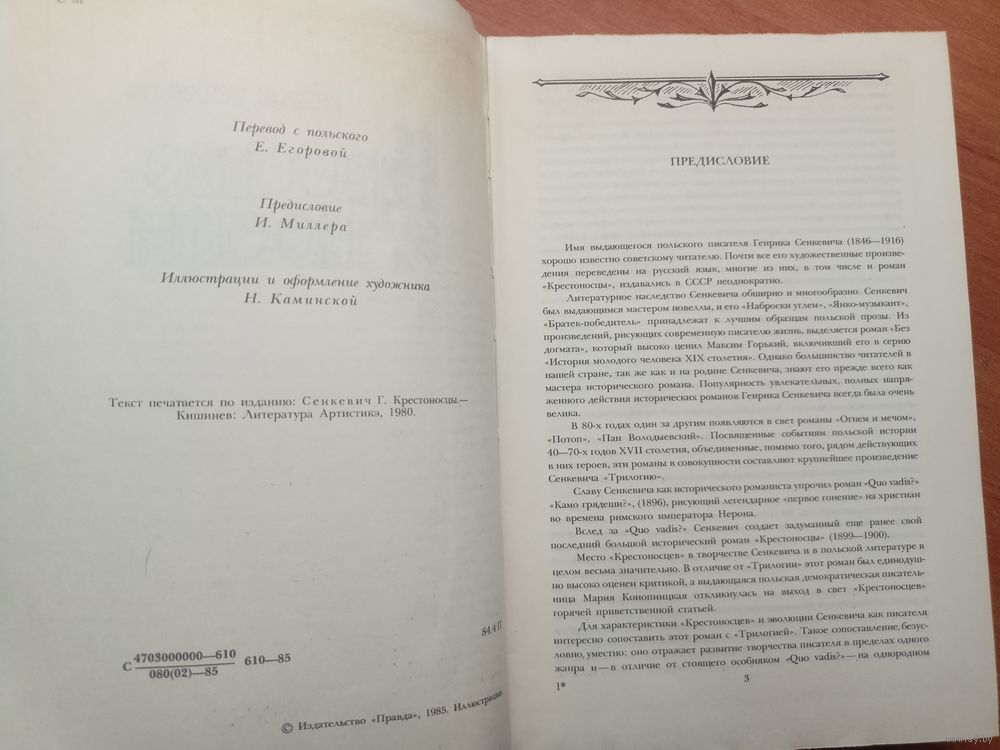 Перевод с польского
Е. Егоровой
Предисловие
И. Миллера
Иллюстрации и оформление художника
Н. Каминской
Текст печатается по изданию: Сенкевич Г. Крестоносцы.—
Кишинев: Литература Артистикэ, 1980.
84.4 П
С 4703000000—610
080(02)—85
610—85
© Издательство «Правда», 1985. Иллюстрации.
ПРЕДИСЛОВИЕ
Имя выдающегося польского писателя Генрика Сенкевича (1846—1916)
хорошо известно советскому читателю. Почти все его художественные произве-
дения переведены на русский язык, многие из них, в том числе и роман
«Крестоносцы», издавались в СССР неоднократно.
Литературное наследство Сенкевича обширно и многообразно. Сенкевич
был выдающимся мастером новеллы, и его «Наброски углем», «Янко-музыкант»,
«Братек-победитель» принадлежат к лучшим образцам польской прозы. Из
произведений, рисующих современную писателю жизнь, выделяется роман «Без
догмата», который высоко ценил Максим Горький, включивший его в серию
«История молодого человека XIX столетия». Однако большинство читателей в
нашей стране, так же как и на родине Сенкевича, знают его прежде всего как
мастера исторического романа. Популярность увлекательных, полных напря-
женного действия исторических романов Генрика Сенкевича всегда была очень
велика.
В 80-х годах один за другим появляются в свет романы «Огнем и мечом»,
«Потоп», «Пан Володыевский». Посвященные событиям польской истории
40—70-х годов XVII столетия, объединенные, помимо того, рядом действующих
в них героев, эти романы в совокупности составляют крупнейшее произведение
Сенкевича «Трилогию».
Славу Сенкевича как исторического романиста упрочил роман «Quo vadis?»
«Камо грядеши?», (1896), рисующий легендарное «первое гонение» на христиан
во времена римского императора Нерона.
Вслед за «Quo vadis?» Сенкевич создает задуманный еще ранее свой
последний большой исторический роман «Крестоносцы» (1899—1900).
Место «Крестоносцев» в творчестве Сенкевича и в польской литературе в
целом весьма значительно. В отличие от «Трилогии» этот роман был единодуш-
но высоко оценен критикой, а выдающаяся польская демократическая писатель-
ница Мария Конопницкая откликнулась на выход в свет «Крестоносцев»
горячей приветственной статьей.
Для характеристики «Крестоносцев» и эволюции Сенкевича как писателя
интересно сопоставить этот роман с «Трилогией». Такое сопоставление, безус-
ловно, уместно: оно отражает развитие творчества писателя в пределах одного
жанра и — в отличие от стоящего особняком «Quo vadis?» — на однородном
1*
3